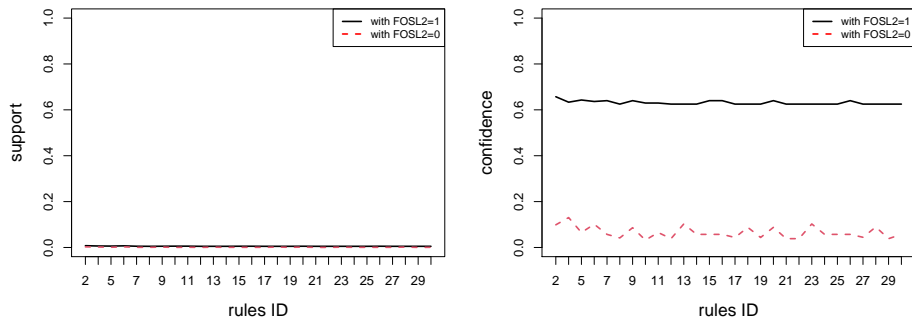 with FOSL2=1
with FOSL2=0
support
0.0 0.2 0.4 0.6 0.8 1.0
2 3 5 7 9 11 13 15 17 19 21 23 25 27 29
rules ID
with FOSL2=1
with FOSL2=0
confidence
0.0 0.2 0.4 0.6 0.8 1.0
2 3 5 7 9 11 13 15 17 19 21 23 25 27 29
rules ID